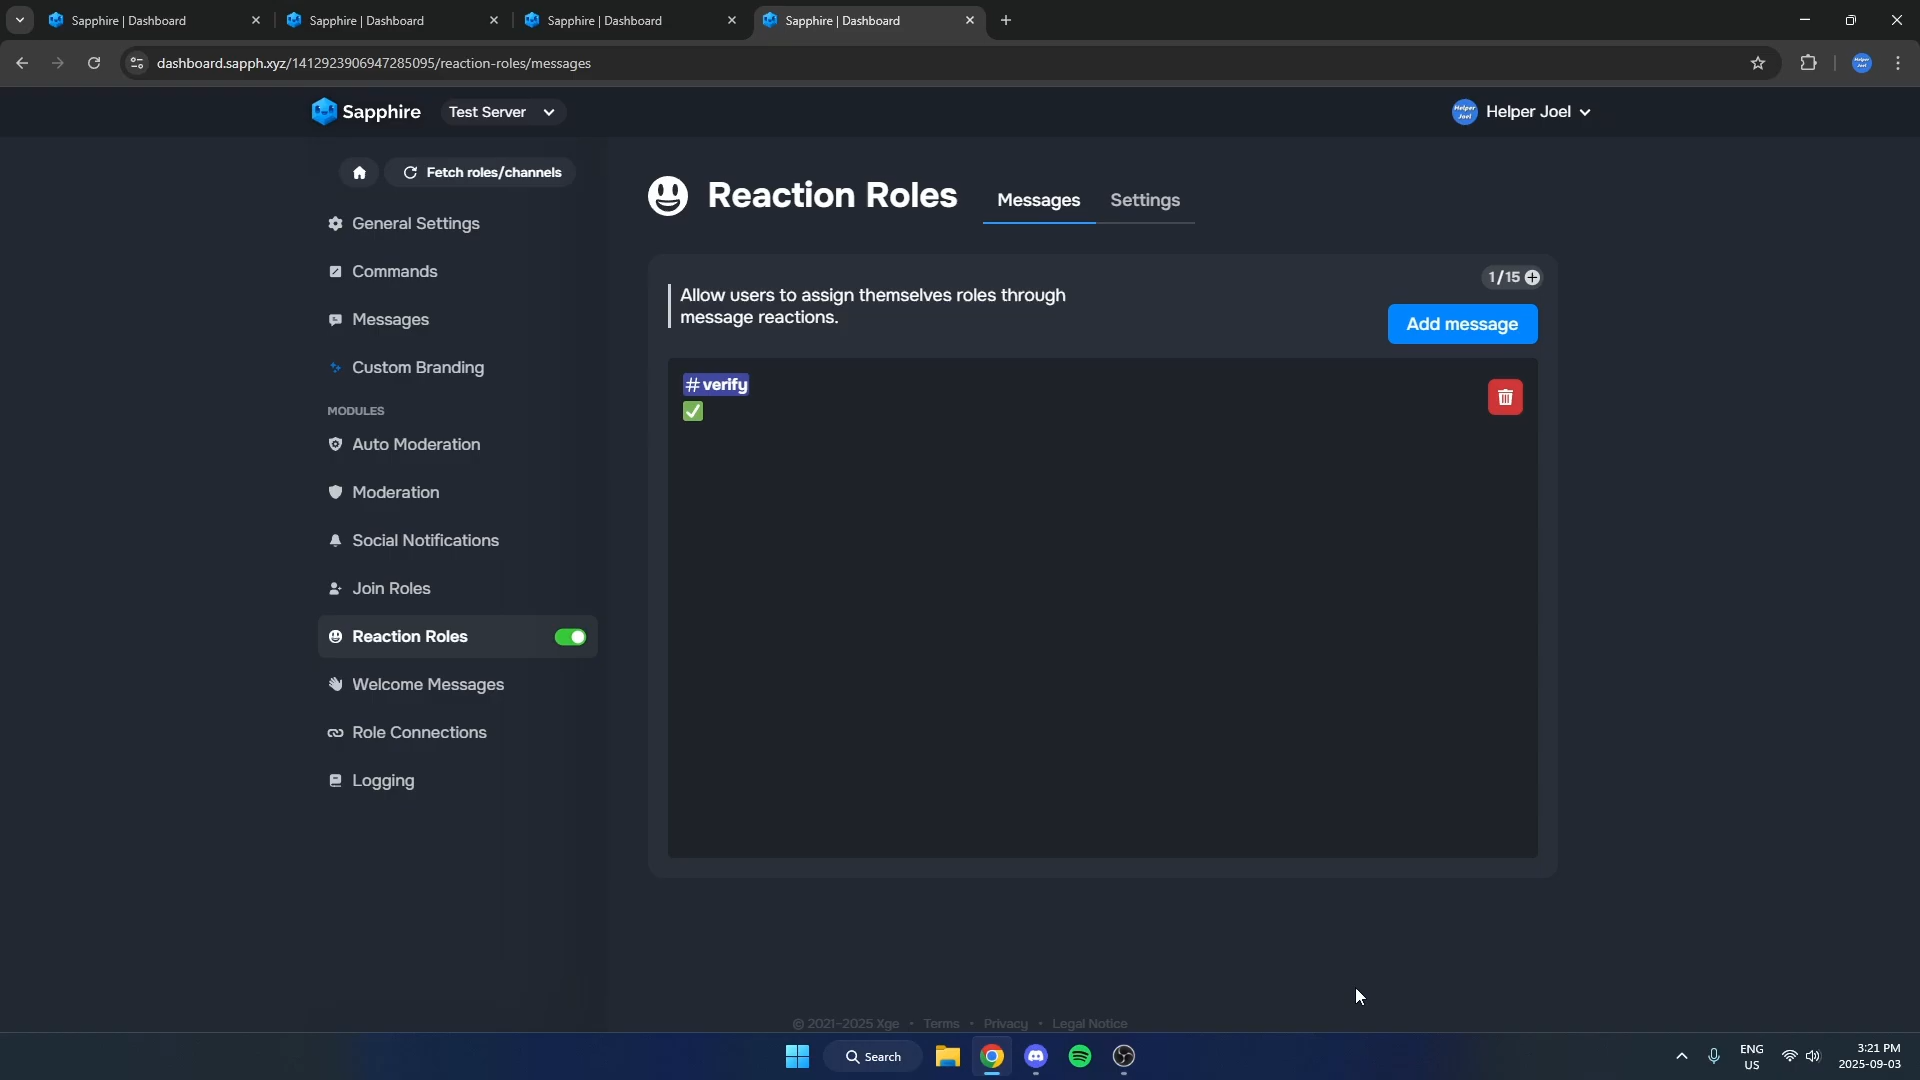 Sapphire | Dashboard
Sapphire | Dashboard
Sapphire | Dashboard
Sapphire | Dashboard
dashboard.sapph.xyz/1412923906947285095/reaction-roles/messages
Sapphire
Test Server
Helper Joel
Helper Joel
Fetch roles/channels
General Settings
Commands
Messages
Custom Branding
MODULES
Auto Moderation
Moderation
Social Notifications
Join Roles
Reaction Roles
Welcome Messages
Role Connections
Logging
Reaction Roles
Messages
Settings
1/15
Allow users to assign themselves roles through
message reactions.
Add message
#verify
© 2021-2025 Xge • Terms • Privacy • Legal Notice
Search
ENG
US
3:21 PM
2025-09-03